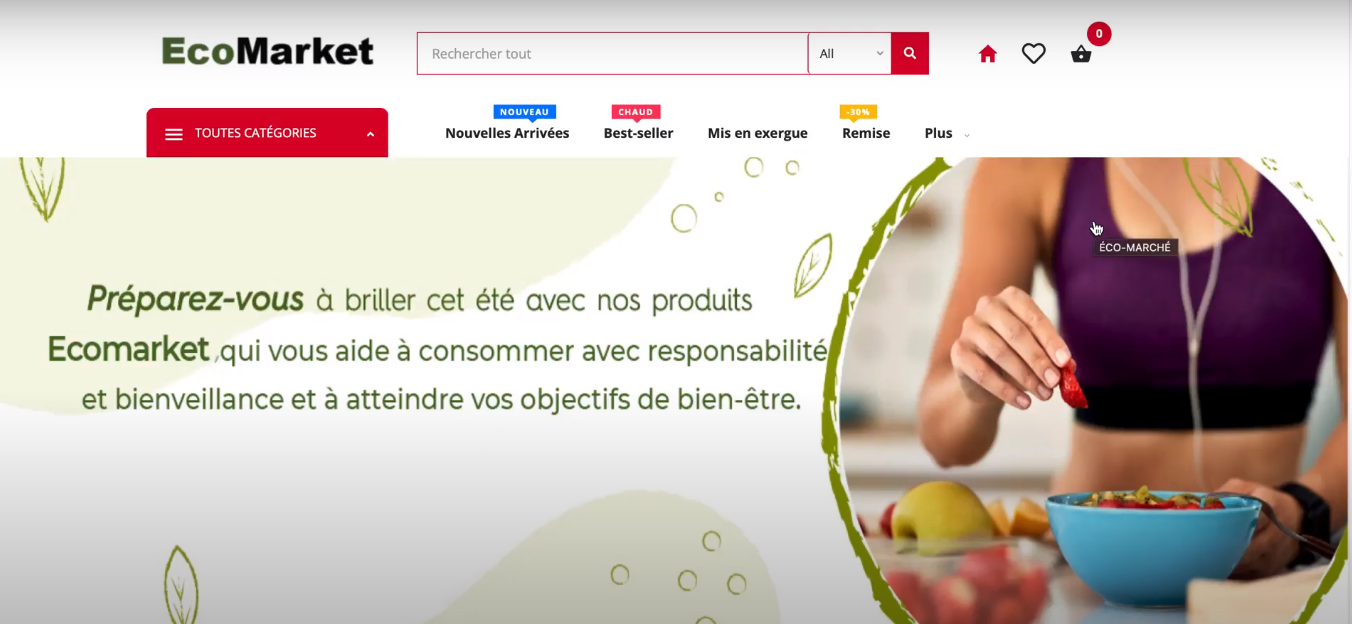 EcoMarket
Rechercher tout
All
0
TOUTES CATÉGORIES
NOUVEAU
Nouvelles Arrivées
CHAUD
Best-seller
Mis en exergue
-30%
Remise
Plus
ÉCO-MARCHÉ
Préparez-vous à briller cet été avec nos produits
Ecomarket ,qui vous aide à consommer avec responsabilité
et bienveillance et à atteindre vos objectifs de bien-être.